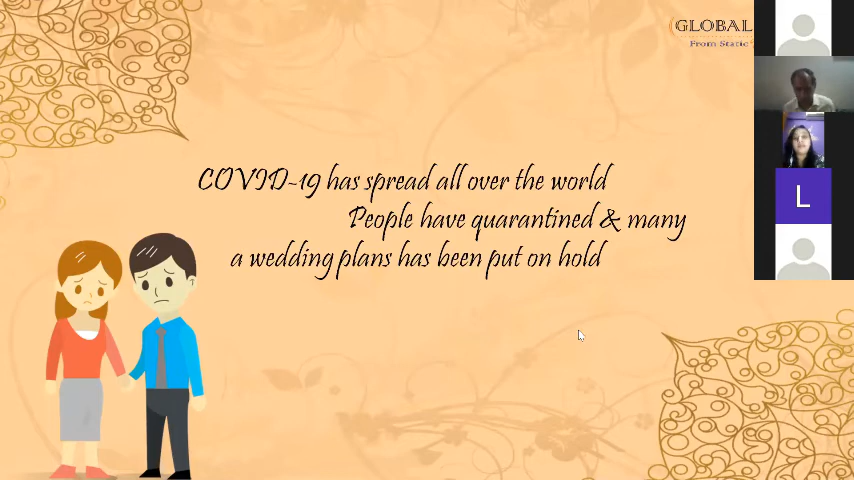 GLOBAL
From Static
COVID-19 has spread all over the world
People have quarantined & many
a wedding plans has been put on hold
L